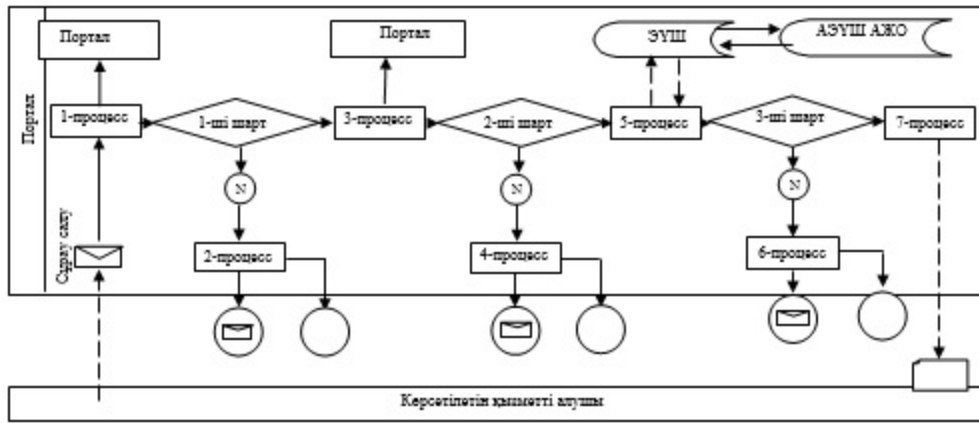 Портал
Портал
ЭҮШ
АЭҮШ АЖО
Портал
1-процесс
1-ші шарт
3-процесс
2-ші шарт
5-процесс
3-ші шарт
7-процесс
N
N
N
Сұрау салу
2-процесс
4-процесс
6-процесс
Көрсетілетін қызметті алушы